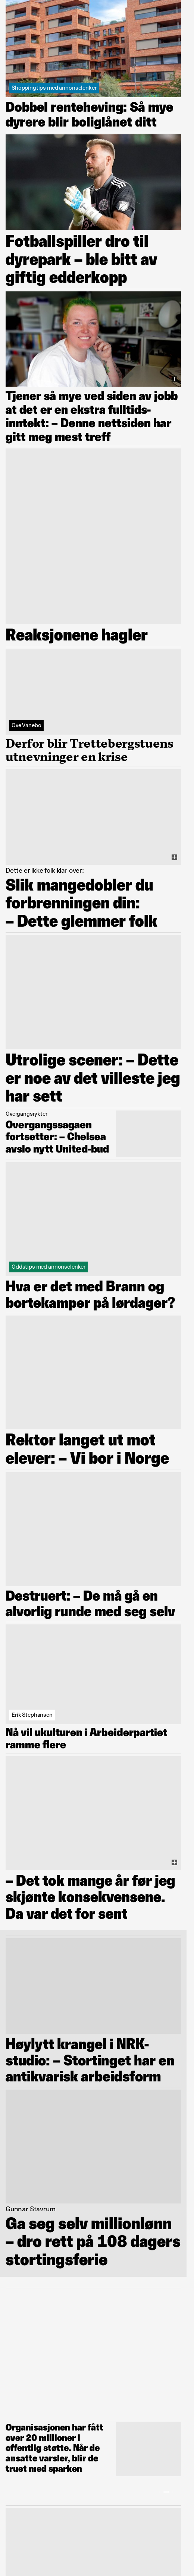 Shoppingtips med annonselenker
Dobbel renteheving: Så mye
dyrere blir boliglånet ditt
Fotballspiller dro til
dyrepark – ble bitt av
giftig edderkopp
Tjener så mye ved siden av jobb
at det er en ekstra fulltids-
inntekt: – Denne nettsiden har
gitt meg mest treff
Reaksjonene hagler
Ove Vanebo
Derfor blir Trettebergstuens
utnevninger en krise
Dette er ikke folk klar over:
Slik mangedobler du
forbrenningen din:
– Dette glemmer folk
Utrolige scener: – Dette
er noe av det villeste jeg
har sett
Overgangsrykter
Overgangssagaen
fortsetter: – Chelsea
avslo nytt United-bud
Oddstips med annonselenker
Hva er det med Brann og
bortekamper på lørdager?
Rektor langet ut mot
elever: – Vi bor i Norge
Destruert: – De må gå en
alvorlig runde med seg selv
Erik Stephansen
Nå vil ukulturen i Arbeiderpartiet
ramme flere
– Det tok mange år før jeg
skjønte konsekvensene.
Da var det for sent
Høylytt krangel i NRK-
studio: – Stortinget har en
antikvarisk arbeidsform
Gunnar Stavrum
Ga seg selv millionlønn
– dro rett på 108 dagers
stortingsferie
Organisasjonen har fått
over 20 millioner i
offentlig støtte. Når de
ansatte varsler, blir de
truet med sparken